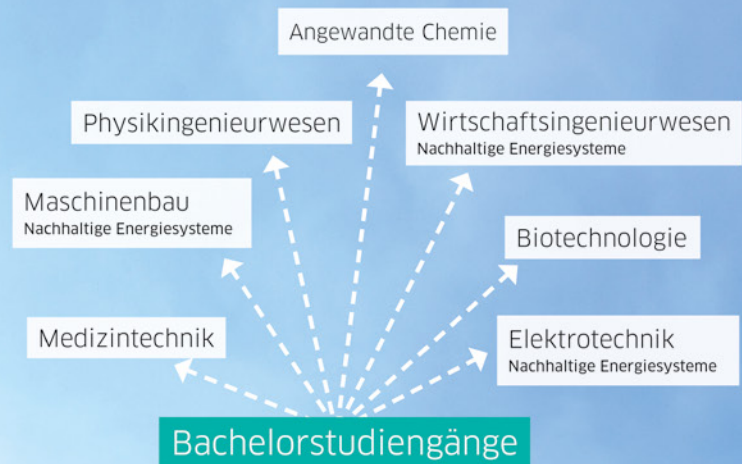 Angewandte Chemie
Physikingenieurwesen
Wirtschaftsingenieurwesen
Nachhaltige Energiesysteme
Maschinenbau
Nachhaltige Energiesysteme
Biotechnologie
Medizintechnik
Elektrotechnik
Nachhaltige Energiesysteme
Bachelorstudiengänge